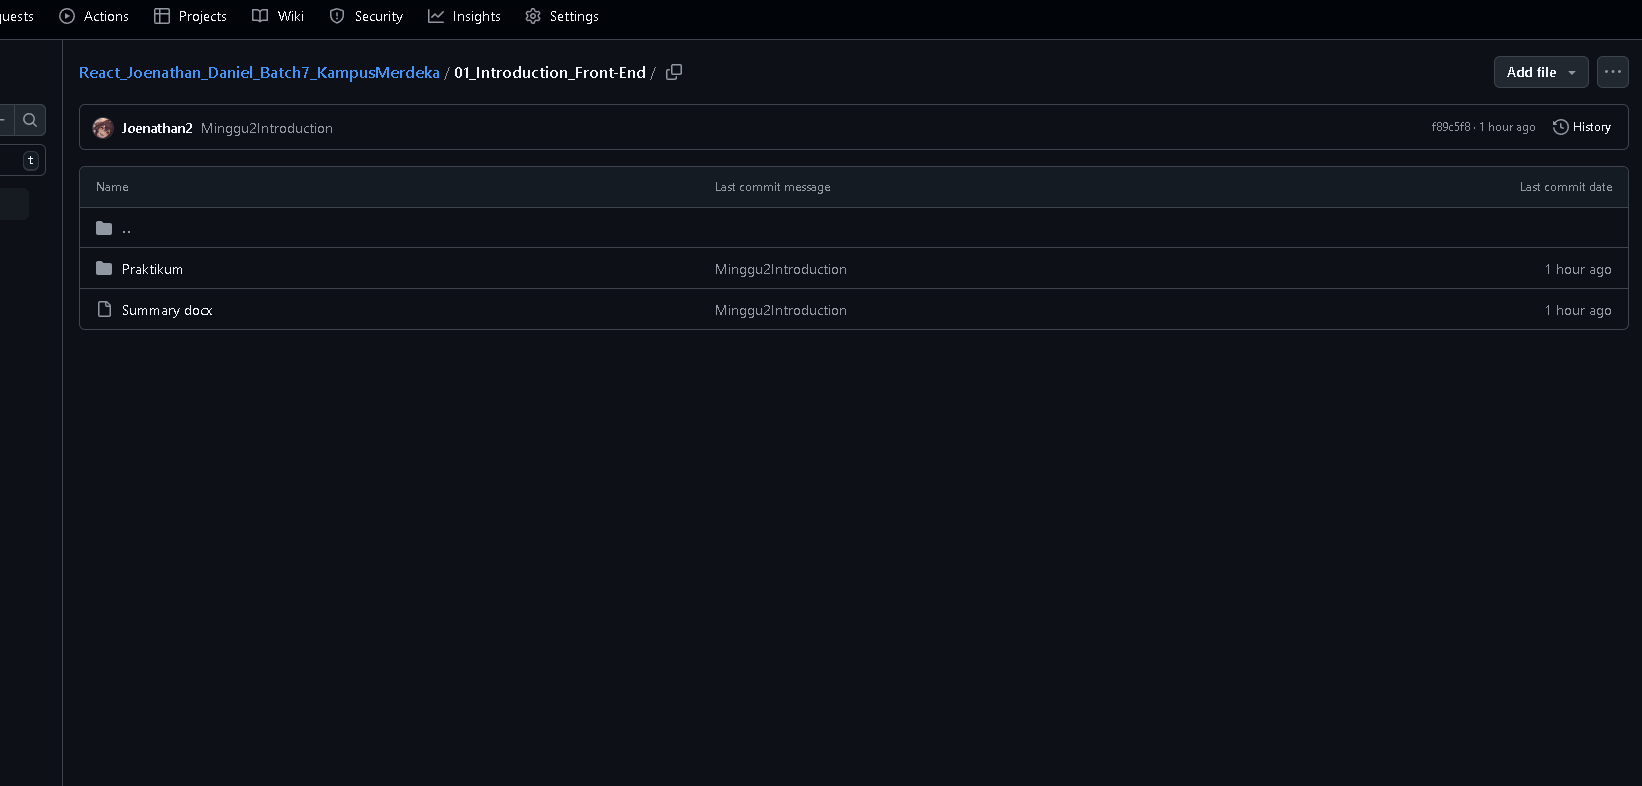 Actions Projects Wiki Security Insights Settings
React_Joenathan_Daniel_Batch7_KampusMerdeka / 01_Introduction_Front-End /
Add file
t
Joenathan2 Minggu2Introduction f89c5f8 · 1 hour ago History
Name Last commit message Last commit date
..
Praktikum Minggu2Introduction 1 hour ago
Summary docx Minggu2Introduction 1 hour ago